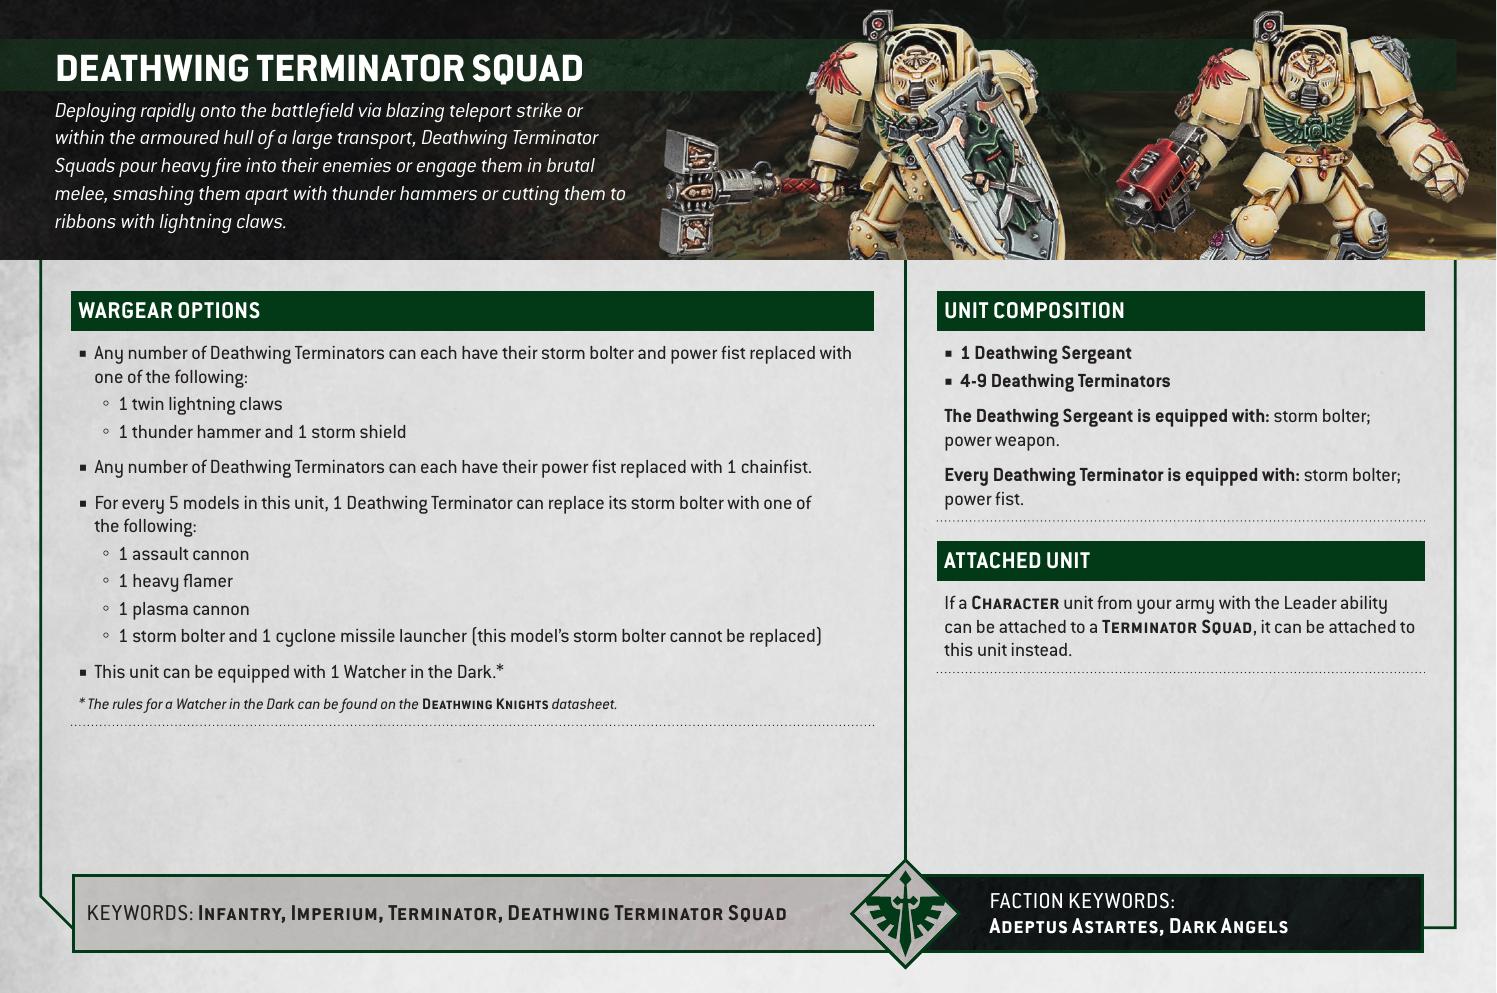 DEATHWING TERMINATOR SQUAD
Deploying rapidly onto the battlefield via blazing teleport strike or
within the armoured hull of a large transport, Deathwing Terminator
Squads pour heavy fire into their enemies or engage them in brutal
melee, smashing them apart with thunder hammers or cutting them to
ribbons with lightning claws.
WARGEAR OPTIONS
▪ Any number of Deathwing Terminators can each have their storm bolter and power fist replaced with
one of the following:
◦ 1 twin lightning claws
◦ 1 thunder hammer and 1 storm shield
▪ Any number of Deathwing Terminators can each have their power fist replaced with 1 chainfist.
▪ For every 5 models in this unit, 1 Deathwing Terminator can replace its storm bolter with one of
the following:
◦ 1 assault cannon
◦ 1 heavy flamer
◦ 1 plasma cannon
◦ 1 storm bolter and 1 cyclone missile launcher (this model's storm bolter cannot be replaced)
▪ This unit can be equipped with 1 Watcher in the Dark.*
* The rules for a Watcher in the Dark can be found on the DEATHWING KNIGHTS datasheet.
UNIT COMPOSITION
▪ 1 Deathwing Sergeant
▪ 4-9 Deathwing Terminators
The Deathwing Sergeant is equipped with: storm bolter;
power weapon.
Every Deathwing Terminator is equipped with: storm bolter;
power fist.
ATTACHED UNIT
If a CHARACTER unit from your army with the Leader ability
can be attached to a TERMINATOR SQUAD, it can be attached to
this unit instead.
KEYWORDS: INFANTRY, IMPERIUM, TERMINATOR, DEATHWING TERMINATOR SQUAD
FACTION KEYWORDS:
ADEPTUS ASTARTES, DARK ANGELS